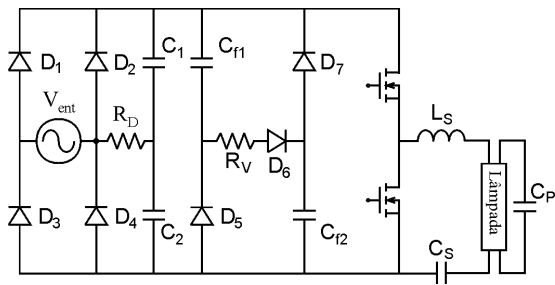 D1
D2
C1
Cf1
D7
Vent
RD
RV
D6
LS
D3
D4
C2
D5
Cf2
Lâmpada
CP
CS